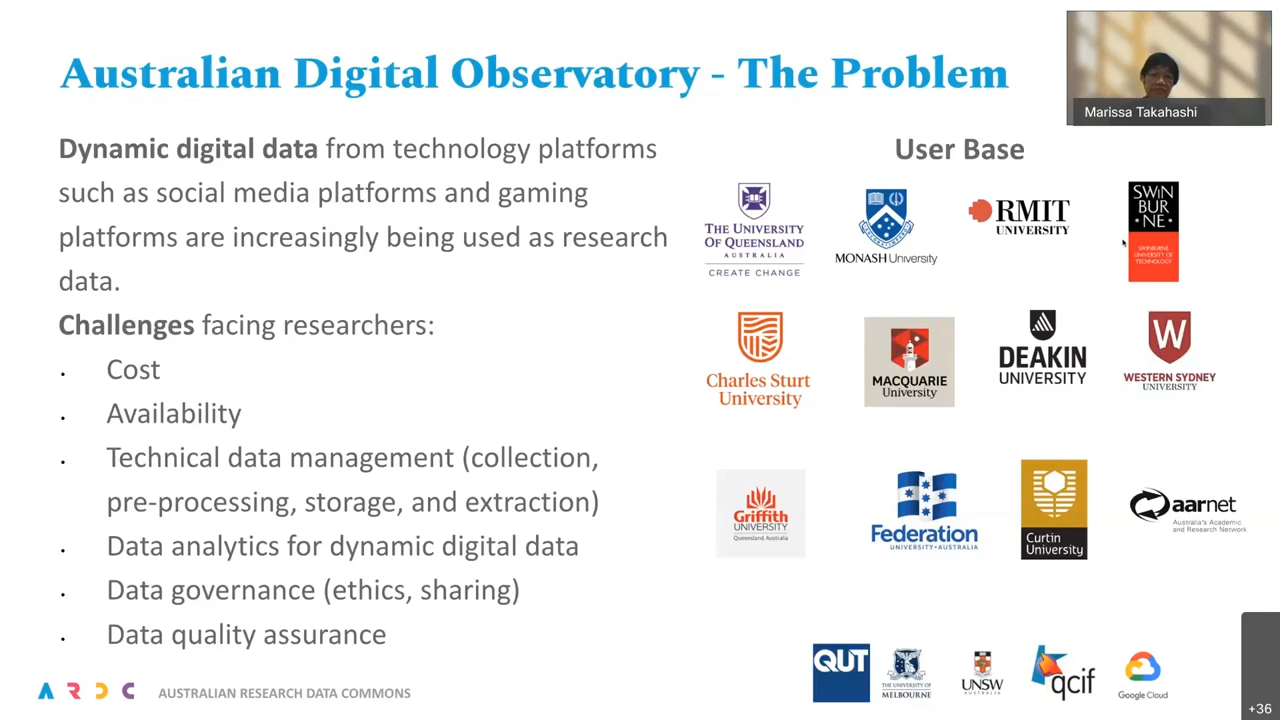 Australian Digital Observatory - The Problem
Marissa Takahashi
Dynamic digital data from technology platforms
such as social media platforms and gaming
platforms are increasingly being used as research
data.
Challenges facing researchers:
· Cost
· Availability
· Technical data management (collection,
pre-processing, storage, and extraction)
· Data analytics for dynamic digital data
· Data governance (ethics, sharing)
· Data quality assurance
User Base
THE UNIVERSITY
OF QUEENSLAND
AUSTRALIA
CREATE CHANGE
MONASH University
RMIT
UNIVERSITY
SWIN
BUR
·NE·
SWINBURNE
UNIVERSITY OF
TECHNOLOGY
Charles Sturt
University
MACQUARIE
University
DEAKIN
UNIVERSITY
W
WESTERN SYDNEY
UNIVERSITY
Griffith
UNIVERSITY
Queensland, Australia
Federation
UNIVERSITY·AUSTRALIA
Curtin
University
aarnet
Australia's Academic
and Research Network
QUT
THE UNIVERSITY OF
MELBOURNE
UNSW
AUSTRALIA
qcif
Google Cloud
ARDC AUSTRALIAN RESEARCH DATA COMMONS
+36